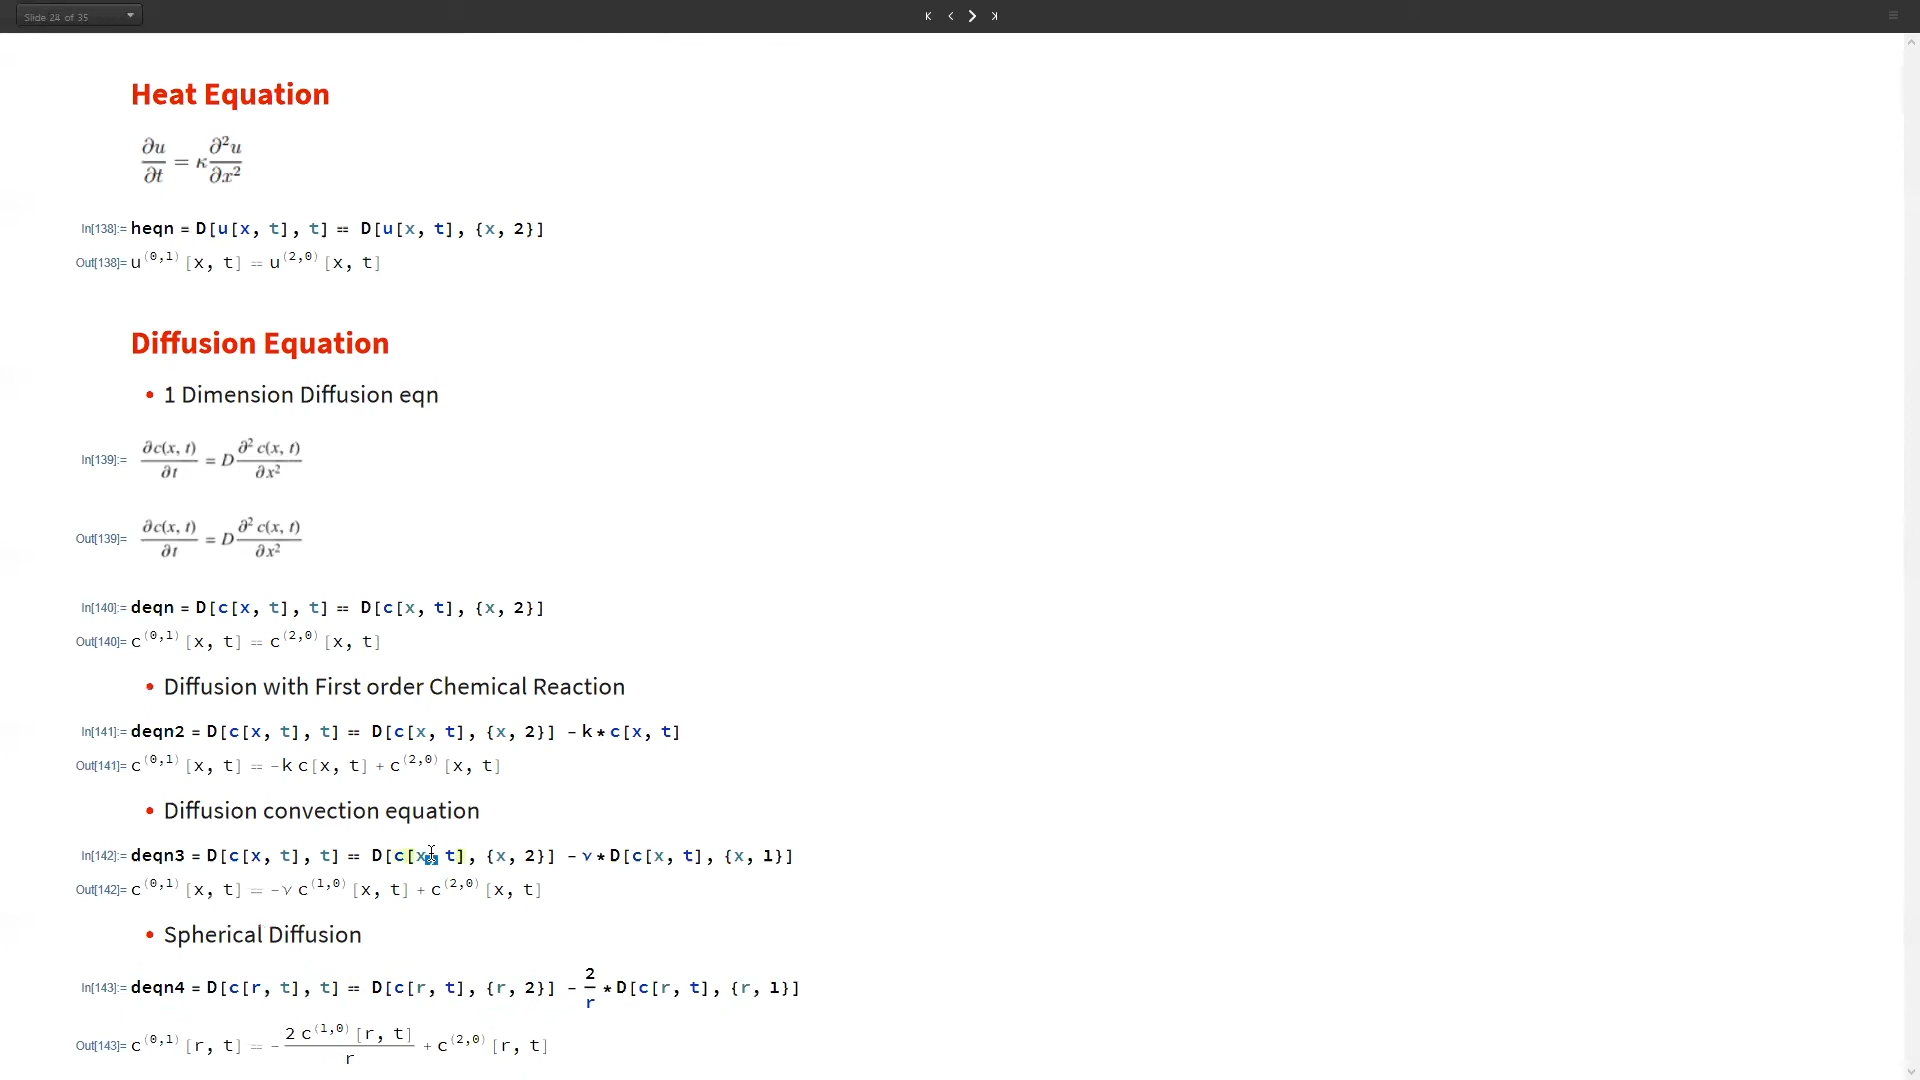 Slide 24 of 35
Heat Equation
∂u/∂t = κ ∂²u/∂x²
In[138]:= heqn = D[u[x, t], t] == D[u[x, t], {x, 2}]
Out[138]= u^(0,1)[x, t] == u^(2,0)[x, t]
Diffusion Equation
• 1 Dimension Diffusion eqn
In[139]:= ∂c(x, t)/∂t = D ∂² c(x, t)/∂x²
Out[139]= ∂c(x, t)/∂t = D ∂² c(x, t)/∂x²
In[140]:= deqn = D[c[x, t], t] == D[c[x, t], {x, 2}]
Out[140]= c^(0,1)[x, t] == c^(2,0)[x, t]
• Diffusion with First order Chemical Reaction
In[141]:= deqn2 = D[c[x, t], t] == D[c[x, t], {x, 2}] - k*c[x, t]
Out[141]= c^(0,1)[x, t] == -k c[x, t] + c^(2,0)[x, t]
• Diffusion convection equation
In[142]:= deqn3 = D[c[x, t], t] == D[c[x, t], {x, 2}] - ν*D[c[x, t], {x, 1}]
Out[142]= c^(0,1)[x, t] == -ν c^(1,0)[x, t] + c^(2,0)[x, t]
• Spherical Diffusion
In[143]:= deqn4 = D[c[r, t], t] == D[c[r, t], {r, 2}] - 2/r *D[c[r, t], {r, 1}]
Out[143]= c^(0,1)[r, t] == - 2 c^(1,0)[r, t]/r + c^(2,0)[r, t]